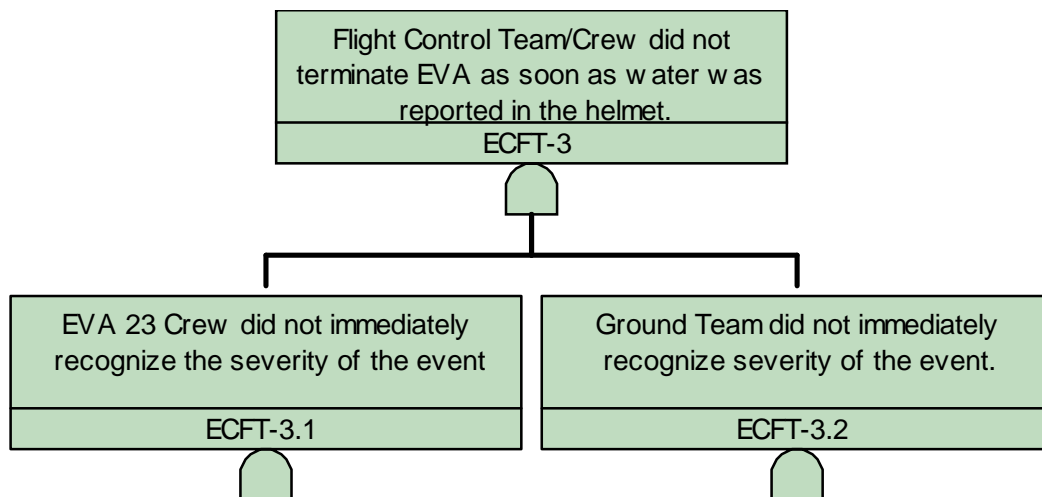 Flight Control Team/Crew did not
terminate EVA as soon as water was
reported in the helmet.
ECFT-3
EVA 23 Crew did not immediately
recognize the severity of the event
ECFT-3.1
Ground Team did not immediately
recognize severity of the event.
ECFT-3.2